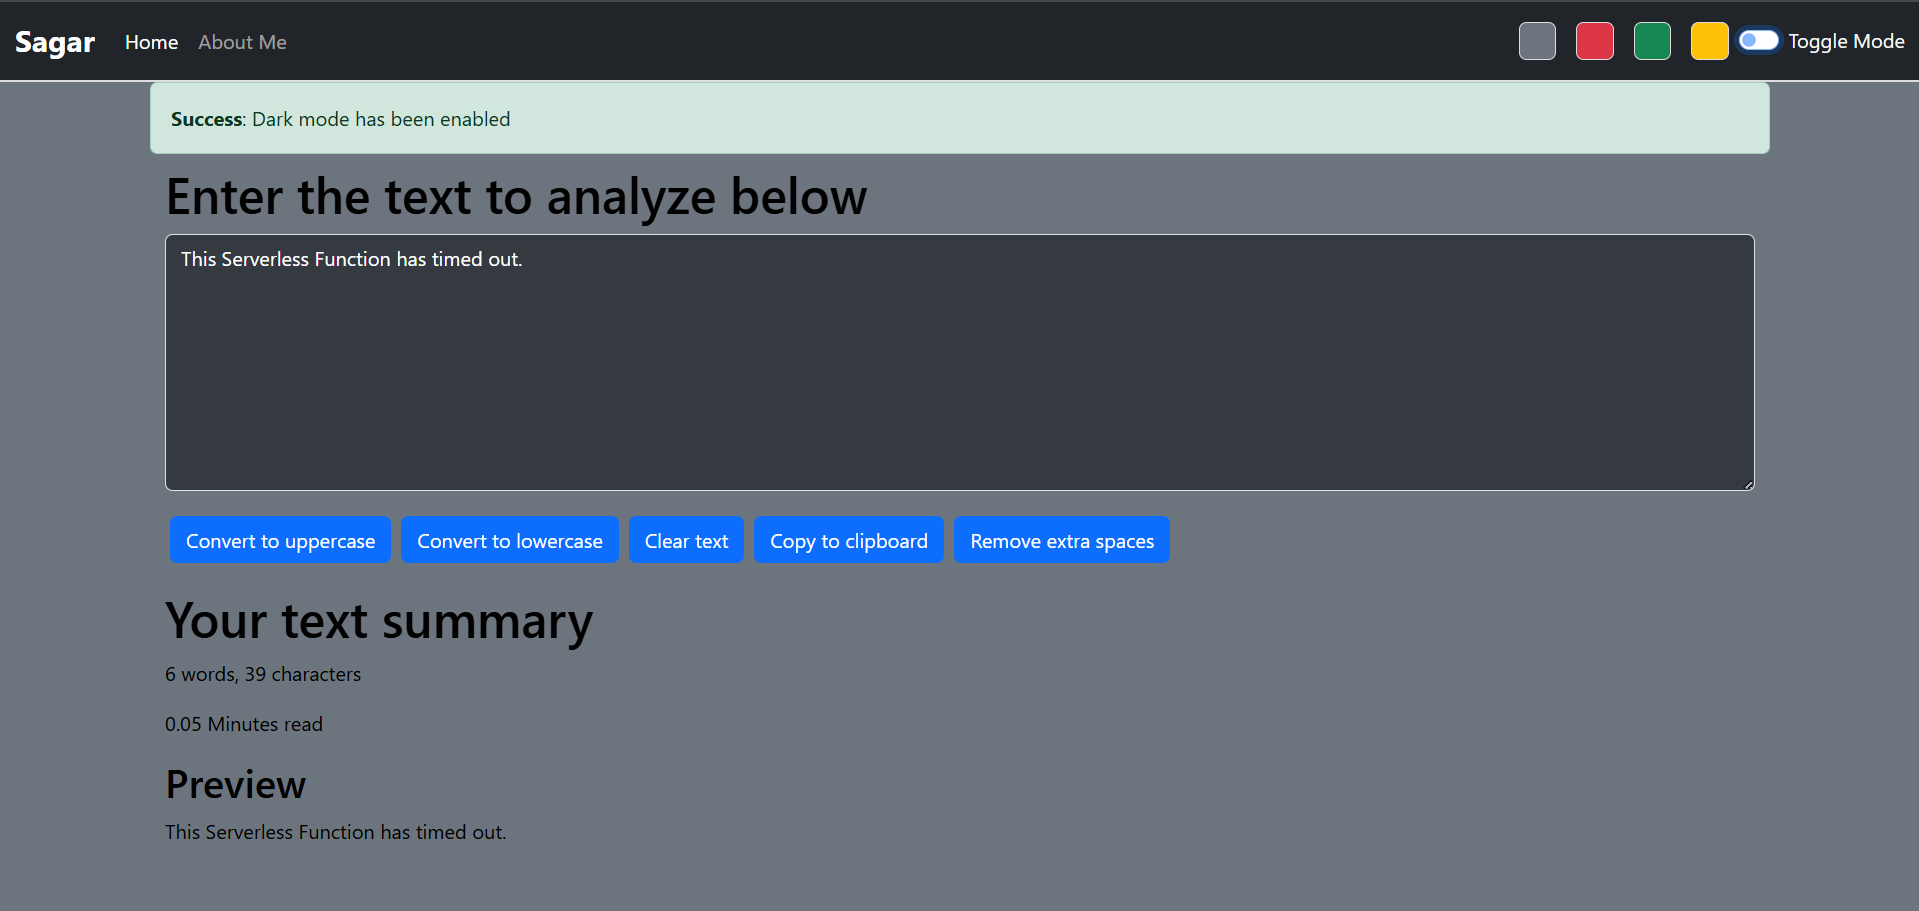 Sagar Home About Me Toggle Mode
Success: Dark mode has been enabled
Enter the text to analyze below
This Serverless Function has timed out.
Convert to uppercase Convert to lowercase Clear text Copy to clipboard Remove extra spaces
Your text summary
6 words, 39 characters
0.05 Minutes read
Preview
This Serverless Function has timed out.